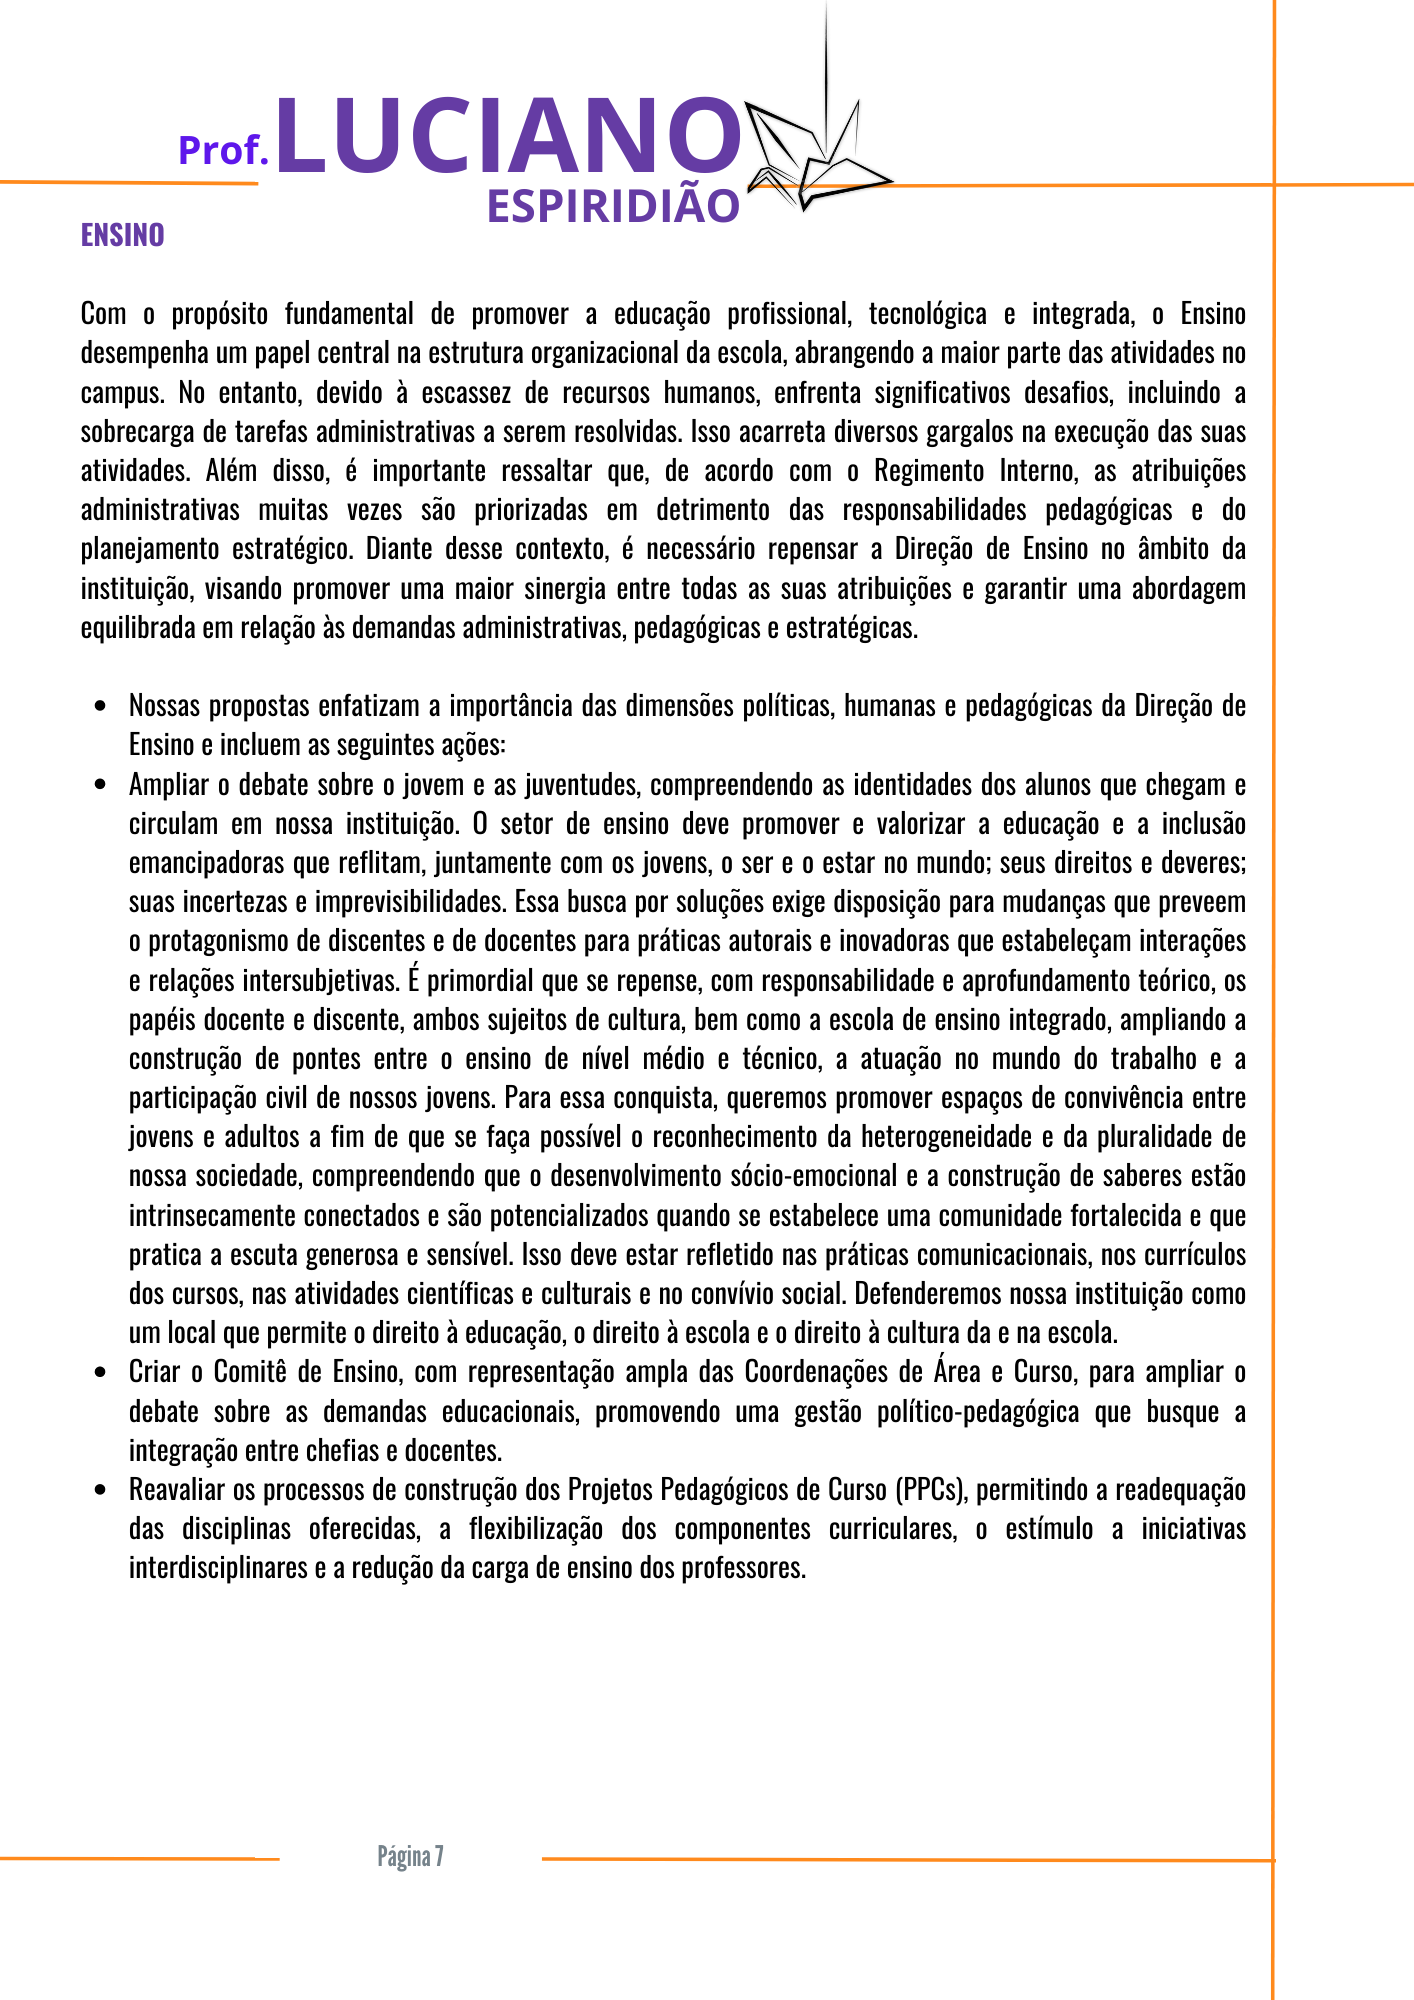 Prof. LUCIANO
ESPIRIDIÃO
ENSINO
Com o propósito fundamental de promover a educação profissional, tecnológica e integrada, o Ensino
desempenha um papel central na estrutura organizacional da escola, abrangendo a maior parte das atividades no
campus. No entanto, devido à escassez de recursos humanos, enfrenta significativos desafios, incluindo a
sobrecarga de tarefas administrativas a serem resolvidas. Isso acarreta diversos gargalos na execução das suas
atividades. Além disso, é importante ressaltar que, de acordo com o Regimento Interno, as atribuições
administrativas muitas vezes são priorizadas em detrimento das responsabilidades pedagógicas e do
planejamento estratégico. Diante desse contexto, é necessário repensar a Direção de Ensino no âmbito da
instituição, visando promover uma maior sinergia entre todas as suas atribuições e garantir uma abordagem
equilibrada em relação às demandas administrativas, pedagógicas e estratégicas.
• Nossas propostas enfatizam a importância das dimensões políticas, humanas e pedagógicas da Direção de
Ensino e incluem as seguintes ações:
• Ampliar o debate sobre o jovem e as juventudes, compreendendo as identidades dos alunos que chegam e
circulam em nossa instituição. O setor de ensino deve promover e valorizar a educação e a inclusão
emancipadoras que reflitam, juntamente com os jovens, o ser e o estar no mundo; seus direitos e deveres;
suas incertezas e imprevisibilidades. Essa busca por soluções exige disposição para mudanças que preveem
o protagonismo de discentes e de docentes para práticas autorais e inovadoras que estabeleçam interações
e relações intersubjetivas. É primordial que se repense, com responsabilidade e aprofundamento teórico, os
papéis docente e discente, ambos sujeitos de cultura, bem como a escola de ensino integrado, ampliando a
construção de pontes entre o ensino de nível médio e técnico, a atuação no mundo do trabalho e a
participação civil de nossos jovens. Para essa conquista, queremos promover espaços de convivência entre
jovens e adultos a fim de que se faça possível o reconhecimento da heterogeneidade e da pluralidade de
nossa sociedade, compreendendo que o desenvolvimento sócio-emocional e a construção de saberes estão
intrinsecamente conectados e são potencializados quando se estabelece uma comunidade fortalecida e que
pratica a escuta generosa e sensível. Isso deve estar refletido nas práticas comunicacionais, nos currículos
dos cursos, nas atividades científicas e culturais e no convívio social. Defenderemos nossa instituição como
um local que permite o direito à educação, o direito à escola e o direito à cultura da e na escola.
• Criar o Comitê de Ensino, com representação ampla das Coordenações de Área e Curso, para ampliar o
debate sobre as demandas educacionais, promovendo uma gestão político-pedagógica que busque a
integração entre chefias e docentes.
• Reavaliar os processos de construção dos Projetos Pedagógicos de Curso (PPCs), permitindo a readequação
das disciplinas oferecidas, a flexibilização dos componentes curriculares, o estímulo a iniciativas
interdisciplinares e a redução da carga de ensino dos professores.
Página 7